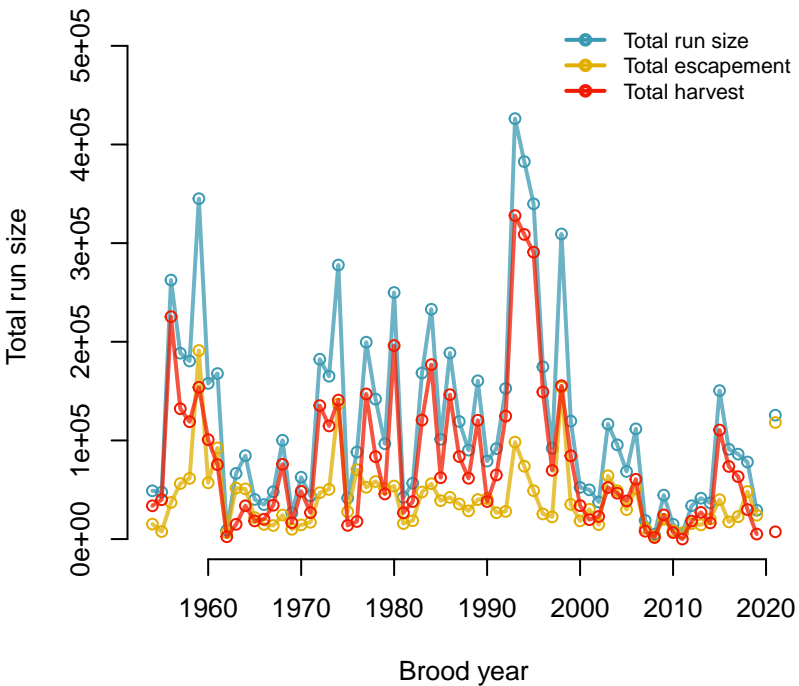 Total run size
Total escapement
Total harvest
5e+05
4e+05
3e+05
2e+05
1e+05
0e+00
Total run size
1960 1970 1980 1990 2000 2010 2020
Brood year